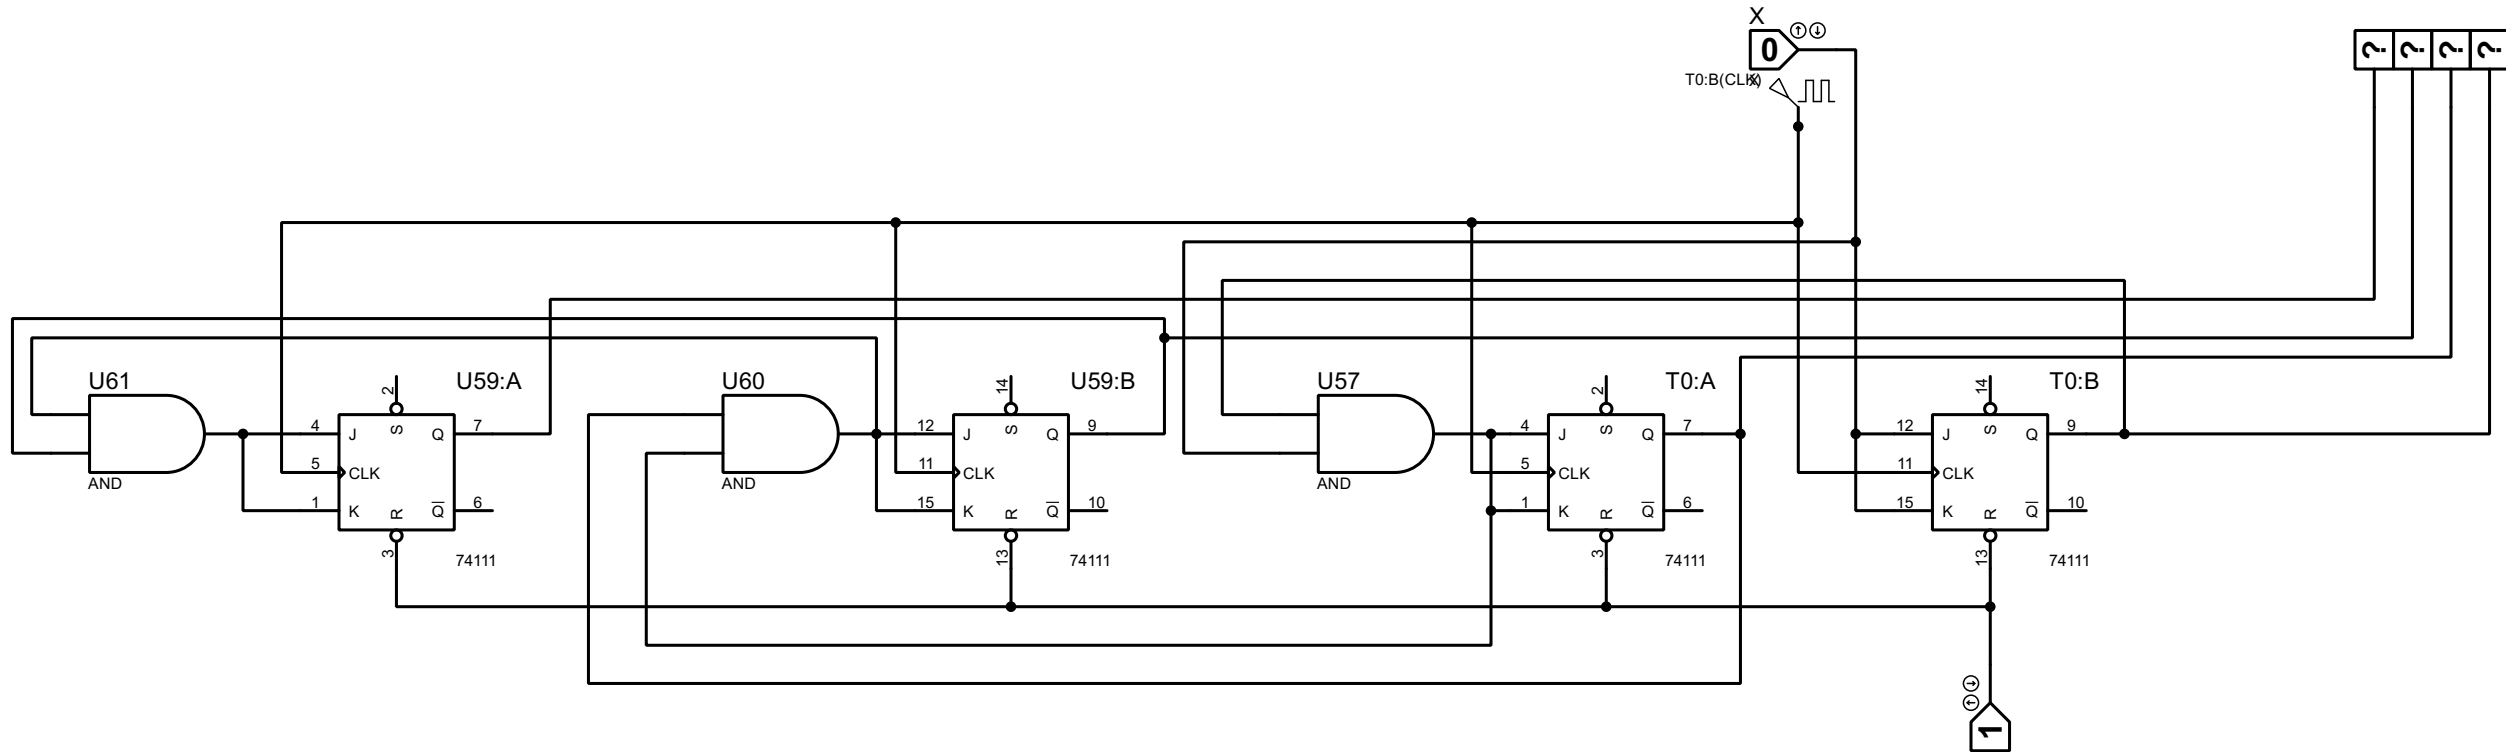 X
0
T0:B(CLK)
? ? ? ?
U61
U59:A
U60
U59:B
U57
T0:A
T0:B
2
14
2
14
4 J S Q 7
12 J S Q 9
4 J S Q 7
12 J S Q 9
5 CLK
11 CLK
5 CLK
11 CLK
AND
AND
AND
1 K R Q 6
15 K R Q 10
1 K R Q 6
15 K R Q 10
3
13
3
13
74111
74111
74111
74111
1